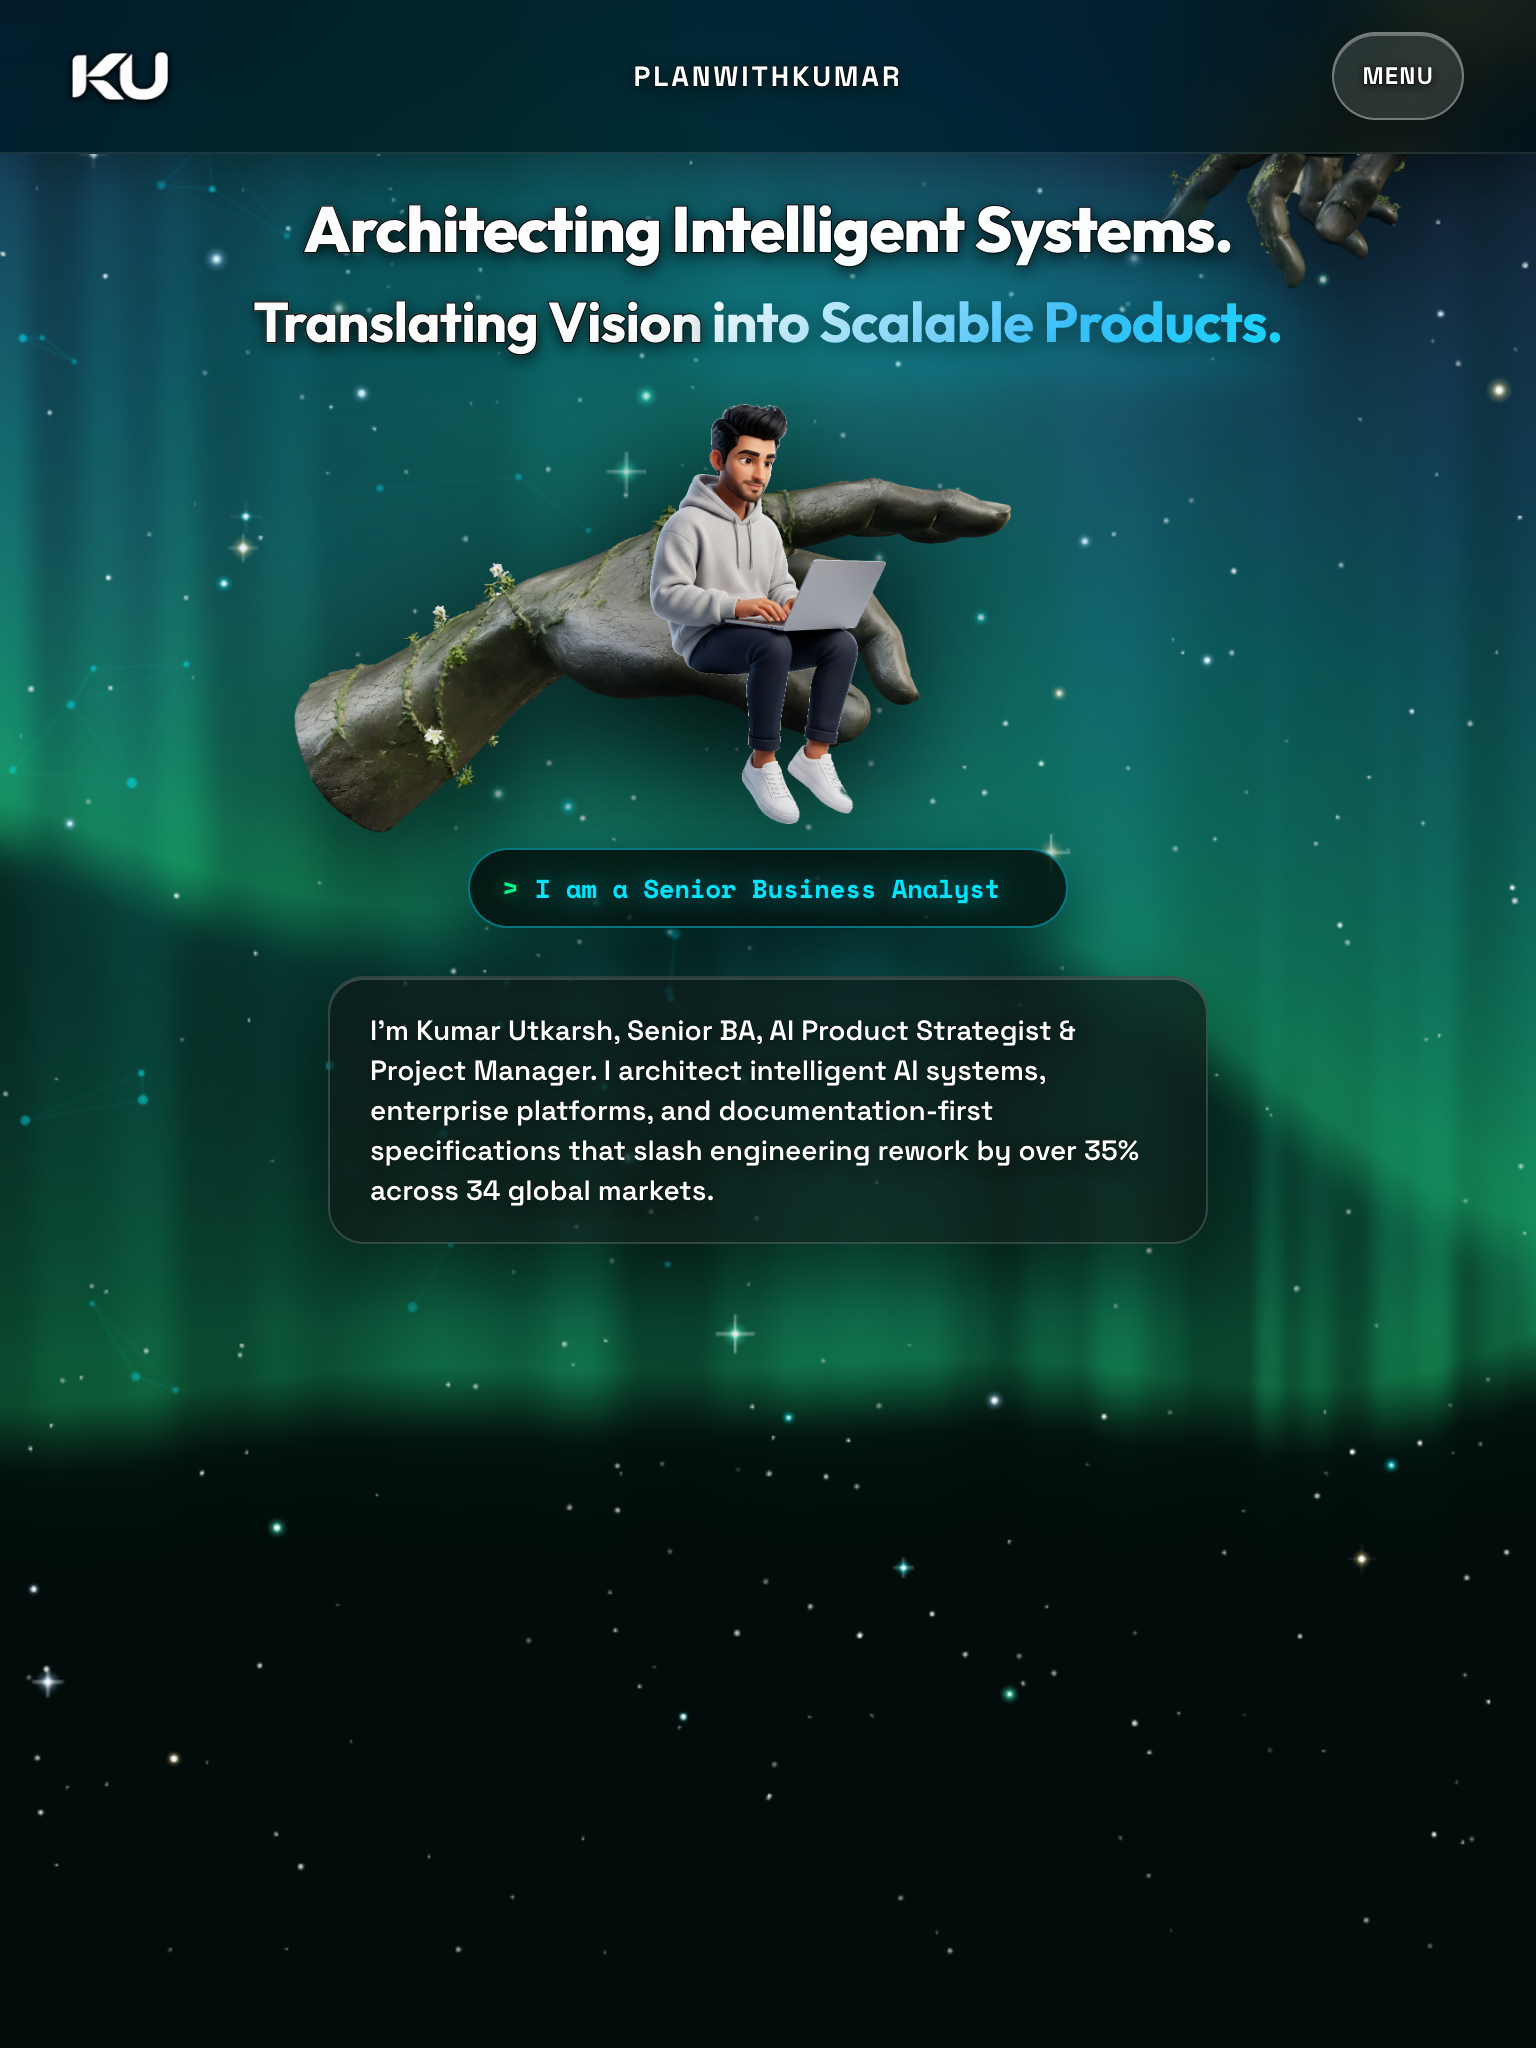 KU
PLANWITHKUMAR
MENU
Architecting Intelligent Systems.
Translating Vision into Scalable Products.
> I am a Senior Business Analyst
I'm Kumar Utkarsh, Senior BA, AI Product Strategist &
Project Manager. I architect intelligent AI systems,
enterprise platforms, and documentation-first
specifications that slash engineering rework by over 35%
across 34 global markets.